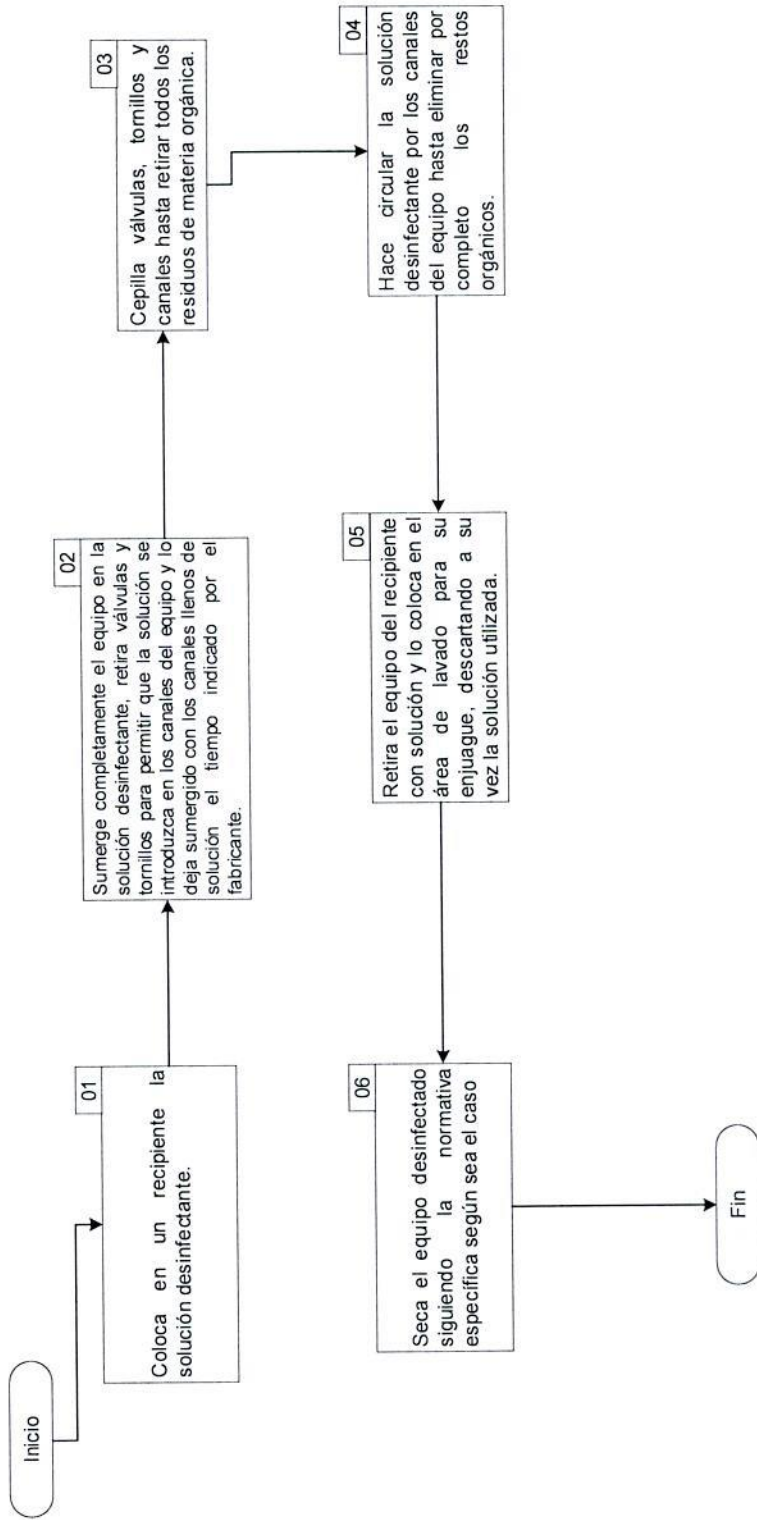 Inicio
01
Coloca en un recipiente la
solución desinfectante.
02
Sumerge completamente el equipo en la
solución desinfectante, retira válvulas y
tornillos para permitir que la solución se
introduzca en los canales del equipo y lo
deja sumergido con los canales llenos de
solución el tiempo indicado por el
fabricante.
03
Cepilla válvulas, tornillos y
canales hasta retirar todos los
residuos de materia orgánica.
04
Hace circular la solución
desinfectante por los canales
del equipo hasta eliminar por
completo los restos
orgánicos.
05
Retira el equipo del recipiente
con solución y lo coloca en el
área de lavado para su
enjuague, descartando a su
vez la solución utilizada.
06
Seca el equipo desinfectado
siguiendo la normativa
específica según sea el caso
Fin